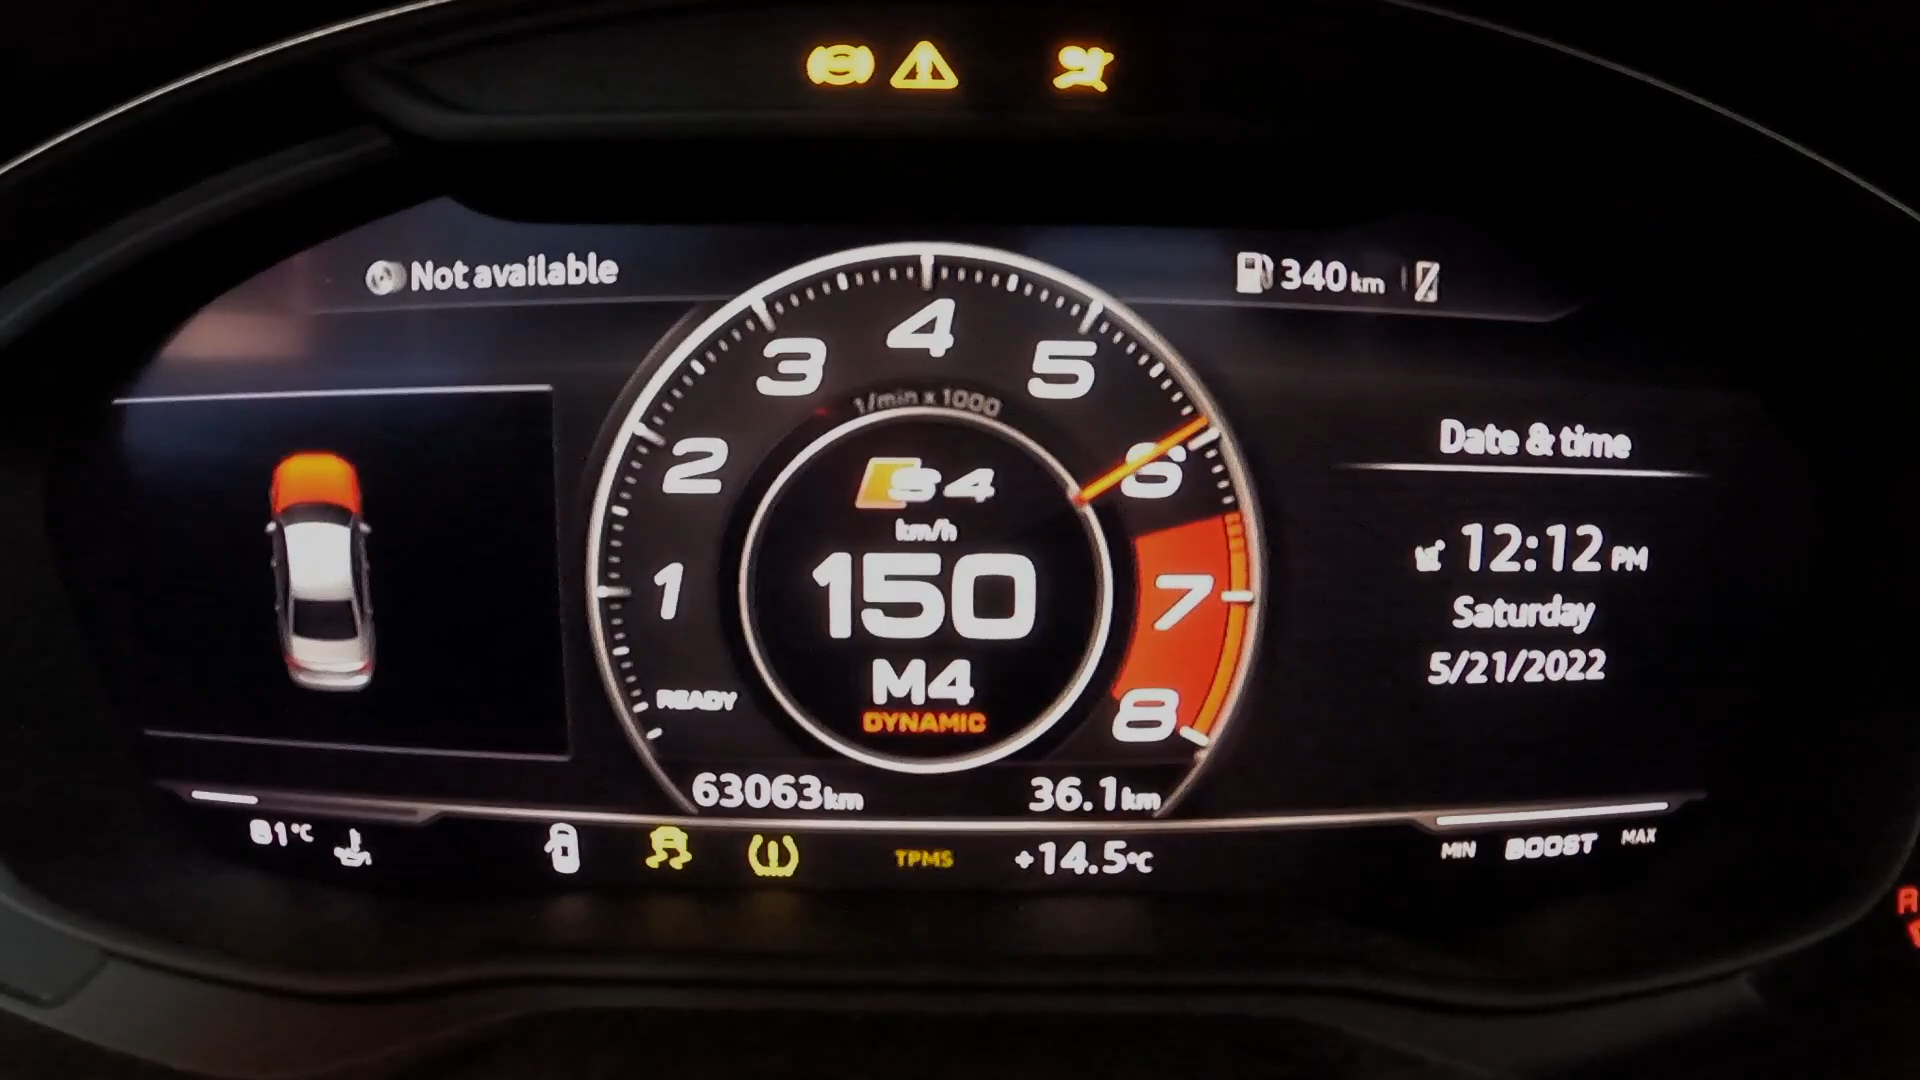 Not available
340 km
1
2
3
4
5
6
7
8
1/min x 1000
S4
km/h
150
M4
DYNAMIC
READY
Date & time
12:12 PM
Saturday
5/21/2022
63063 km
36.1 km
81°C
TPMS
+14.5°C
MIN BOOST MAX